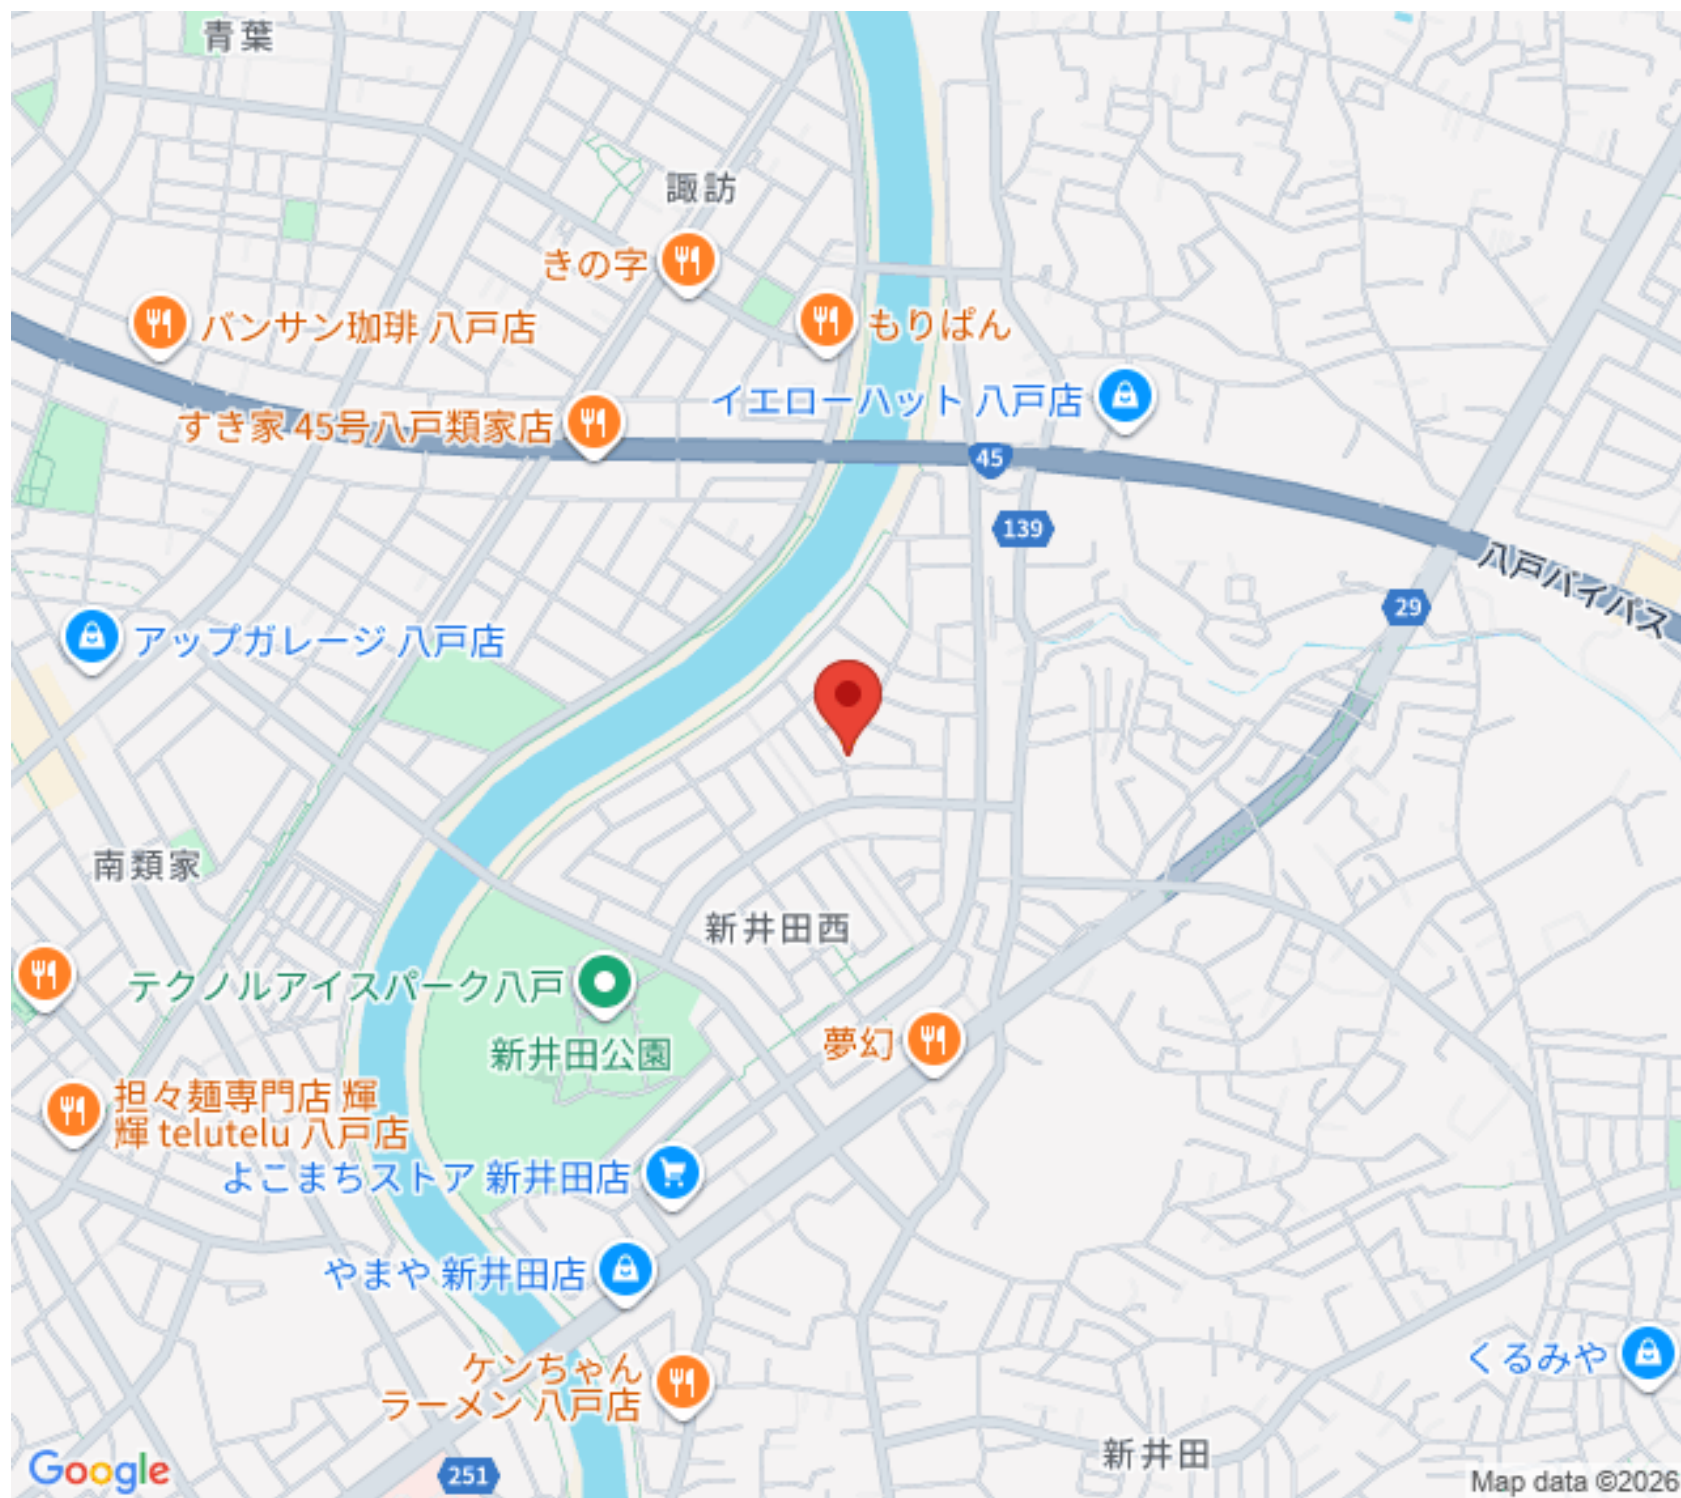 青葉
諏訪
きの字
バンサン珈琲 八戸店
もりぱん
イエローハット 八戸店
すき家 45号八戸類家店
45
139
八戸バイパス
29
アップガレージ 八戸店
南類家
新井田西
テクノルアイスパーク八戸
新井田公園
夢幻
担々麺専門店 輝
輝 telutelu 八戸店
よこまちストア 新井田店
やまや 新井田店
ケンちゃん
ラーメン 八戸店
くるみや
新井田
251
Google
Map data ©2026